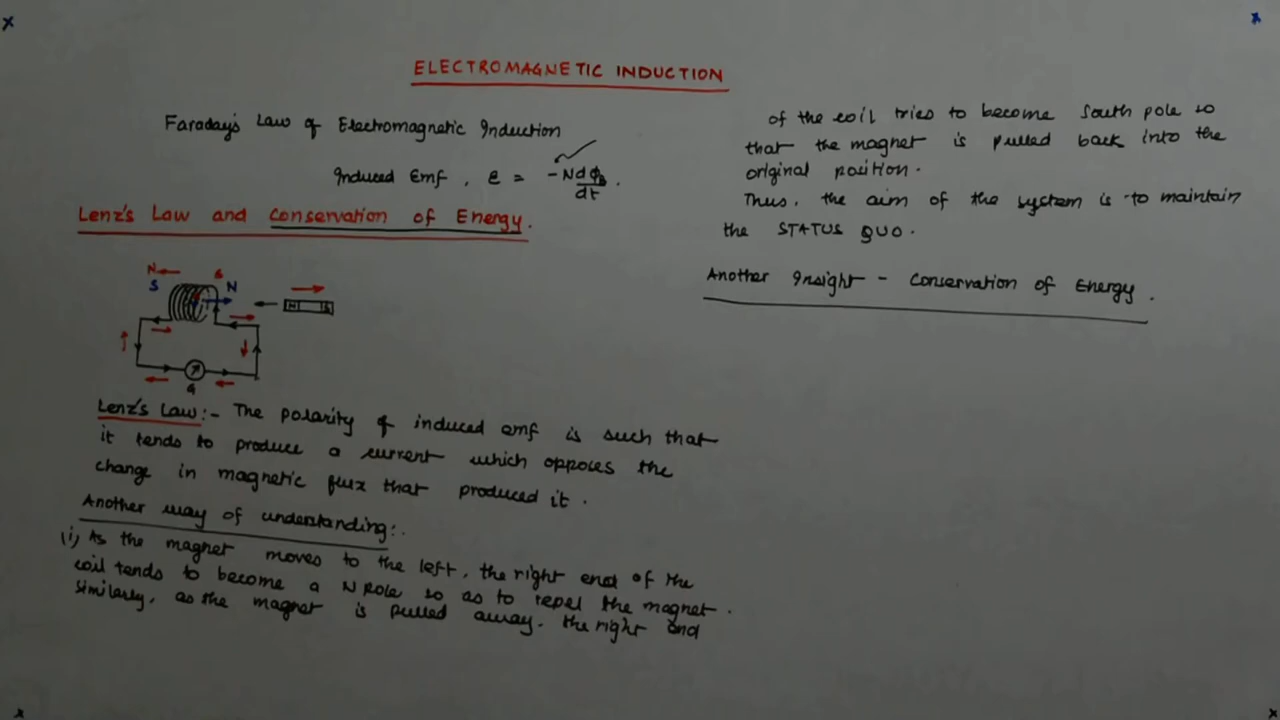 ELECTROMAGNETIC INDUCTION
Faraday's Law of Electromagnetic Induction
Induced Emf, e = -N dϕB/dt.
Lenz's Law and Conservation of Energy.
N S
S N
N S
G
Lenz's Law:- The polarity of induced emf is such that
it tends to produce a current which opposes the
change in magnetic flux that produced it.
Another way of understanding:.
(i) As the magnet moves to the left, the right end of the
coil tends to become a N Pole so as to repel the magnet.
Similarly, as the magnet is pulled away, the right end
of the coil tries to become South pole so
that the magnet is pulled back into the
original position.
Thus, the aim of the system is to maintain
the STATUS QUO.
Another Insight - Conservation of Energy.